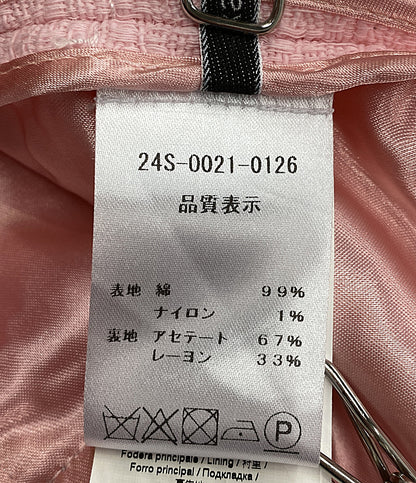 24S-0021-0126
品質表示
表地 綿 99%
ナイロン 1%
裏地 アセテート 67%
レーヨン 33%
P
Fodera principale / Lining / 衬里 /
Forro principal / Подкладка /